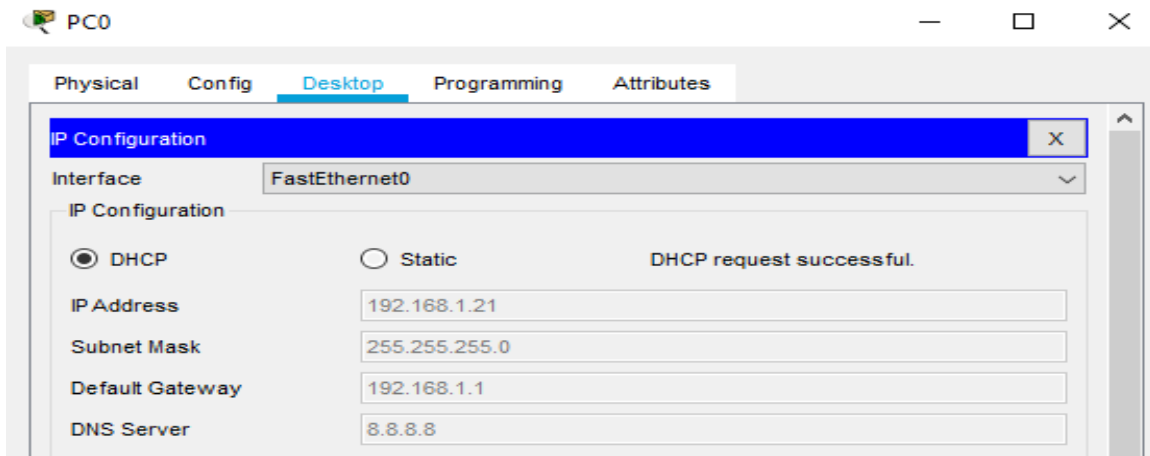 PC0
Physical Config Desktop Programming Attributes
IP Configuration X
Interface FastEthernet0
IP Configuration
DHCP Static DHCP request successful.
IP Address 192.168.1.21
Subnet Mask 255.255.255.0
Default Gateway 192.168.1.1
DNS Server 8.8.8.8